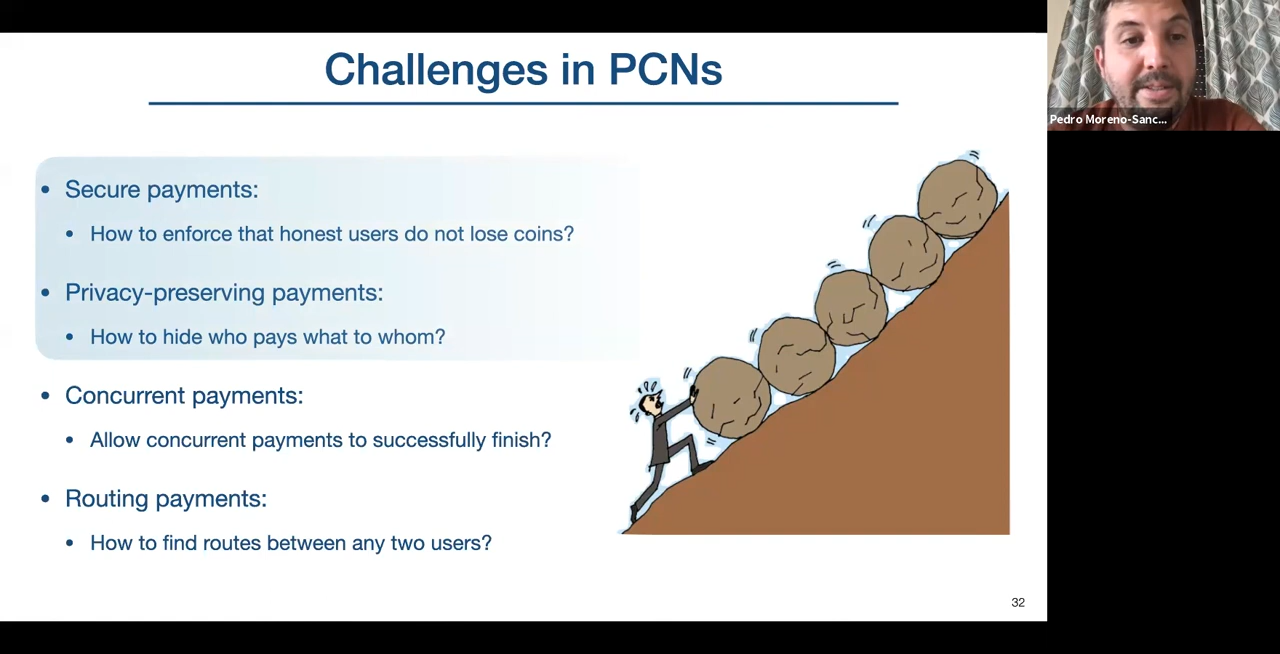 Challenges in PCNs
• Secure payments:
• How to enforce that honest users do not lose coins?
• Privacy-preserving payments:
• How to hide who pays what to whom?
• Concurrent payments:
• Allow concurrent payments to successfully finish?
• Routing payments:
• How to find routes between any two users?
32
Pedro Moreno-Sanc...